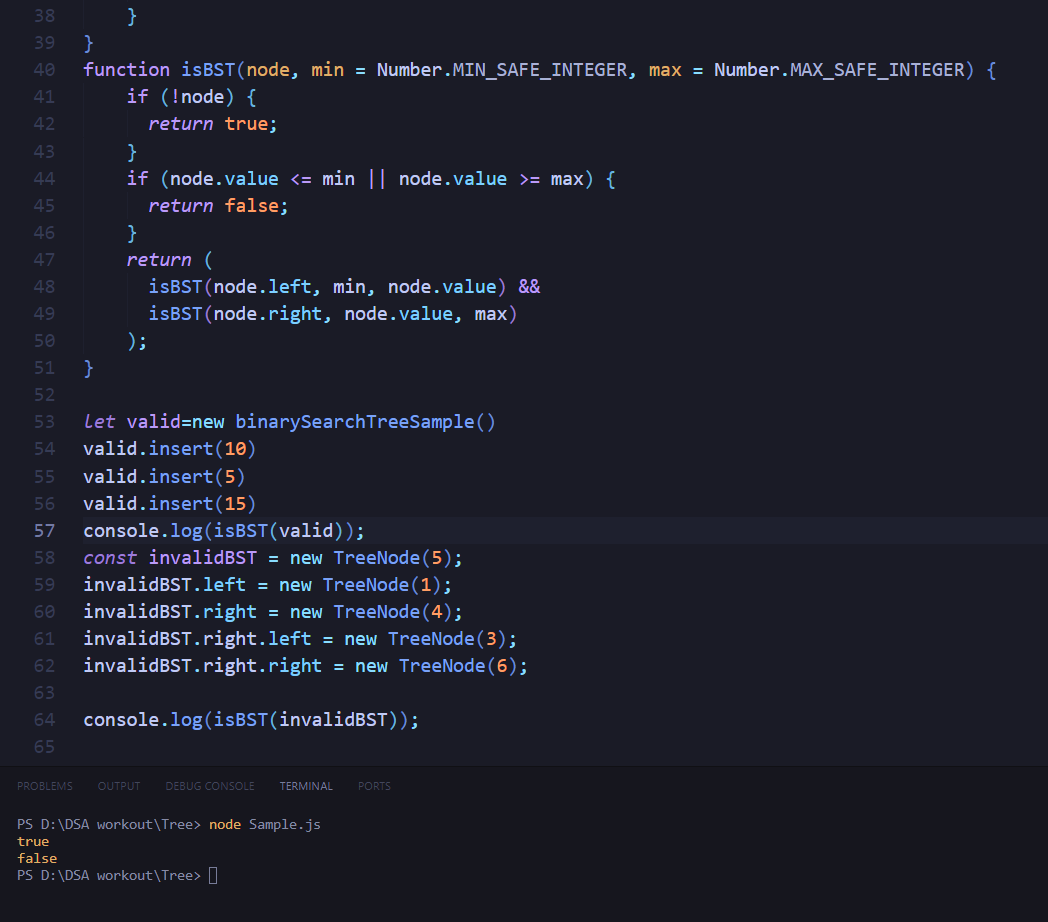 38     }
39 }
40 function isBST(node, min = Number.MIN_SAFE_INTEGER, max = Number.MAX_SAFE_INTEGER) {
41     if (!node) {
42       return true;
43     }
44     if (node.value <= min || node.value >= max) {
45       return false;
46     }
47     return (
48       isBST(node.left, min, node.value) &&
49       isBST(node.right, node.value, max)
50     );
51 }
52
53 let valid=new binarySearchTreeSample()
54 valid.insert(10)
55 valid.insert(5)
56 valid.insert(15)
57 console.log(isBST(valid));
58 const invalidBST = new TreeNode(5);
59 invalidBST.left = new TreeNode(1);
60 invalidBST.right = new TreeNode(4);
61 invalidBST.right.left = new TreeNode(3);
62 invalidBST.right.right = new TreeNode(6);
63
64 console.log(isBST(invalidBST));
65
PROBLEMS OUTPUT DEBUG CONSOLE TERMINAL PORTS
PS D:\DSA workout\Tree> node Sample.js
true
false
PS D:\DSA workout\Tree>